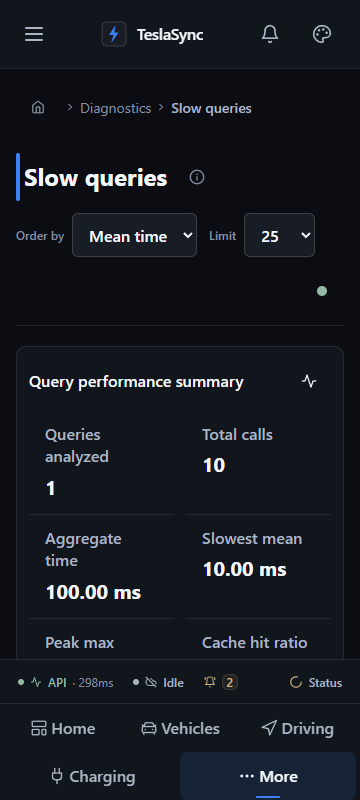 TeslaSync
Diagnostics
Slow queries
Slow queries
Order by Mean time Limit 25
Query performance summary
Queries analyzed
1
Total calls
10
Aggregate time
100.00 ms
Slowest mean
10.00 ms
Peak max
Cache hit ratio
API · 298ms Idle 2 Status
Home Vehicles Driving
Charging More